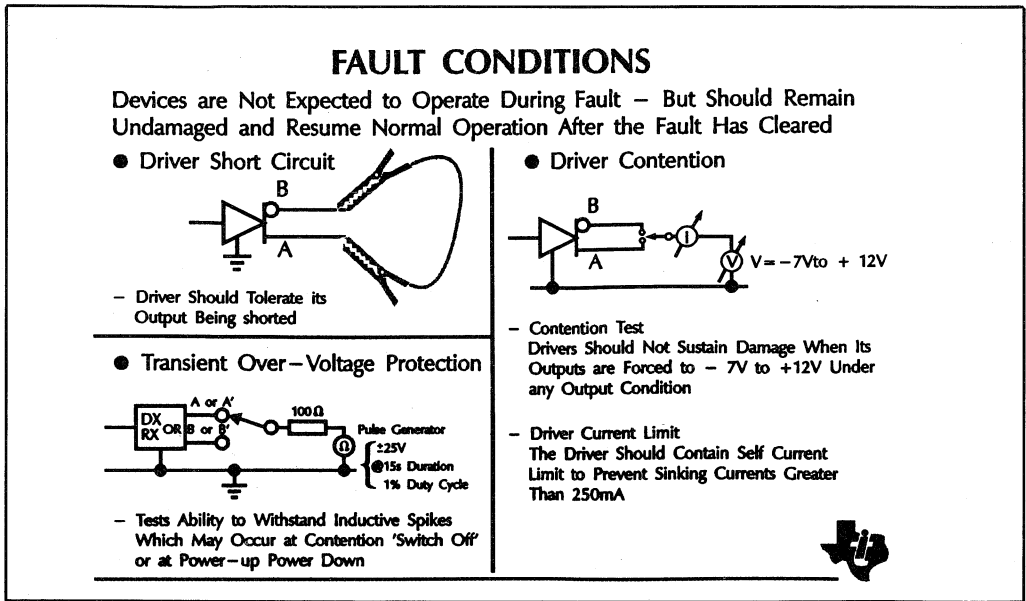 FAULT CONDITIONS
Devices are Not Expected to Operate During Fault – But Should Remain
Undamaged and Resume Normal Operation After the Fault Has Cleared
● Driver Short Circuit
B
A
– Driver Should Tolerate its
Output Being shorted
● Transient Over–Voltage Protection
A or A'
DX
RX
OR
B or B'
100Ω
Pulse Generator
Ω
±25V
@15s Duration
1% Duty Cycle
– Tests Ability to Withstand Inductive Spikes
Which May Occur at Contention 'Switch Off'
or at Power–up Power Down
● Driver Contention
B
A
I
V
V = –7Vto + 12V
– Contention Test
Drivers Should Not Sustain Damage When Its
Outputs are Forced to – 7V to +12V Under
any Output Condition
– Driver Current Limit
The Driver Should Contain Self Current
Limit to Prevent Sinking Currents Greater
Than 250mA